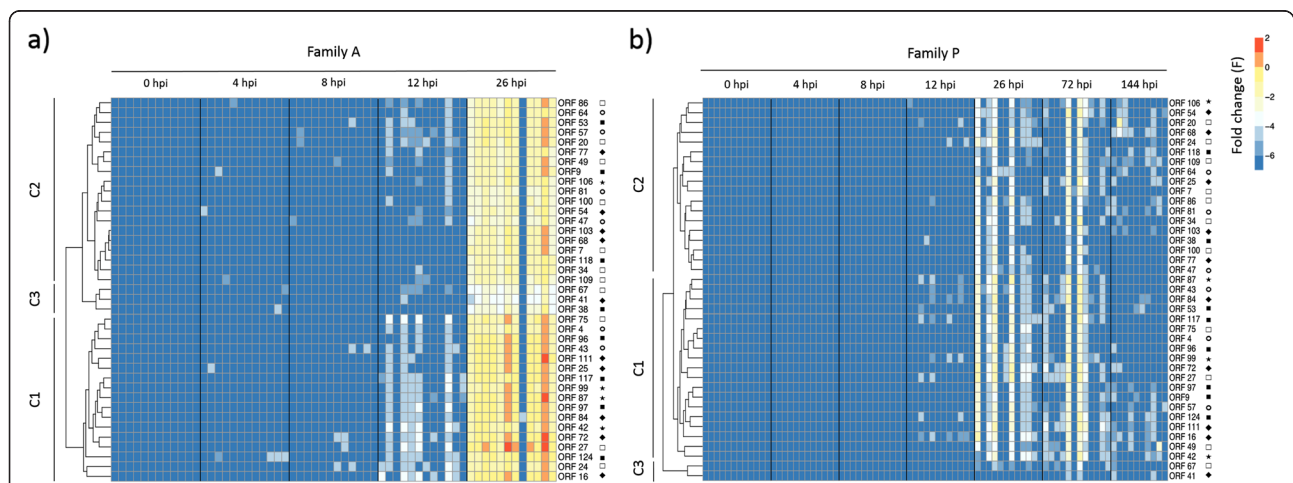 a)
Family A
0 hpi 4 hpi 8 hpi 12 hpi 26 hpi
C2
C3
C1
ORF 86
ORF 64
ORF 53
ORF 57
ORF 20
ORF 77
ORF 49
ORF9
ORF 106
ORF 81
ORF 100
ORF 54
ORF 47
ORF 103
ORF 68
ORF 7
ORF 118
ORF 34
ORF 109
ORF 67
ORF 41
ORF 38
ORF 75
ORF 4
ORF 96
ORF 43
ORF 111
ORF 25
ORF 117
ORF 99
ORF 87
ORF 97
ORF 84
ORF 42
ORF 72
ORF 27
ORF 124
ORF 24
ORF 16
b)
Family P
0 hpi 4 hpi 8 hpi 12 hpi 26 hpi 72 hpi 144 hpi
C2
C1
C3
ORF 106
ORF 54
ORF 20
ORF 68
ORF 24
ORF 118
ORF 109
ORF 64
ORF 25
ORF 7
ORF 86
ORF 81
ORF 34
ORF 103
ORF 38
ORF 100
ORF 77
ORF 47
ORF 87
ORF 43
ORF 84
ORF 53
ORF 117
ORF 75
ORF 4
ORF 96
ORF 99
ORF 72
ORF 27
ORF 97
ORF9
ORF 57
ORF 124
ORF 111
ORF 16
ORF 49
ORF 42
ORF 67
ORF 41
Fold change (F)
2
0
-2
-4
-6